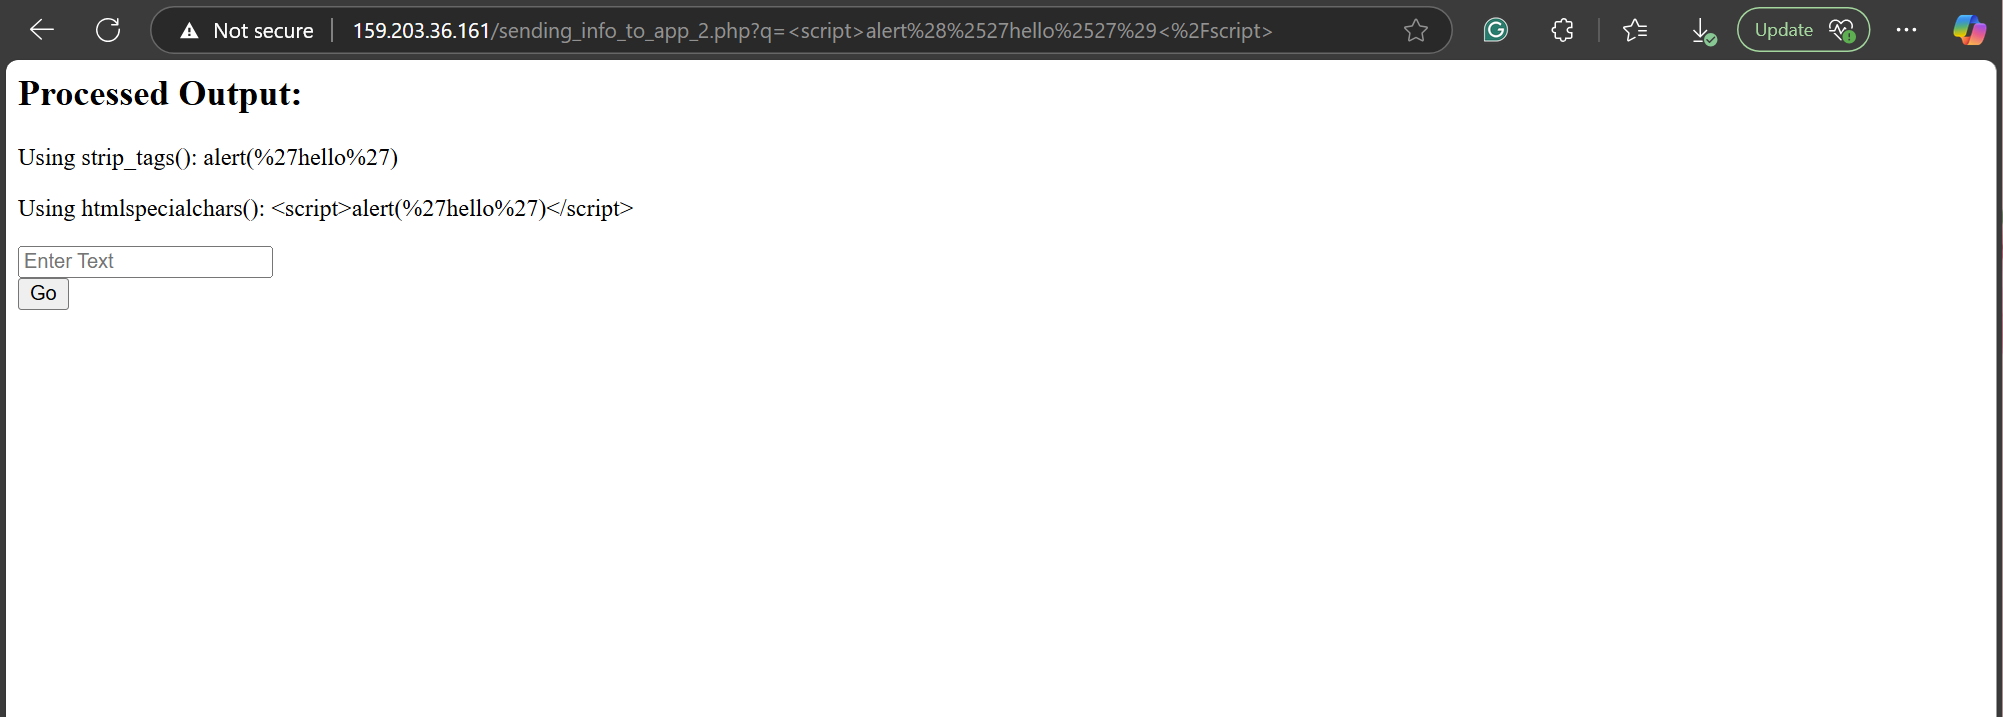 Not secure 159.203.36.161/sending_info_to_app_2.php?q=<script>alert%28%2527hello%2527%29<%2Fscript> Update
Processed Output:
Using strip_tags(): alert(%27hello%27)
Using htmlspecialchars(): <script>alert(%27hello%27)</script>
Enter Text
Go